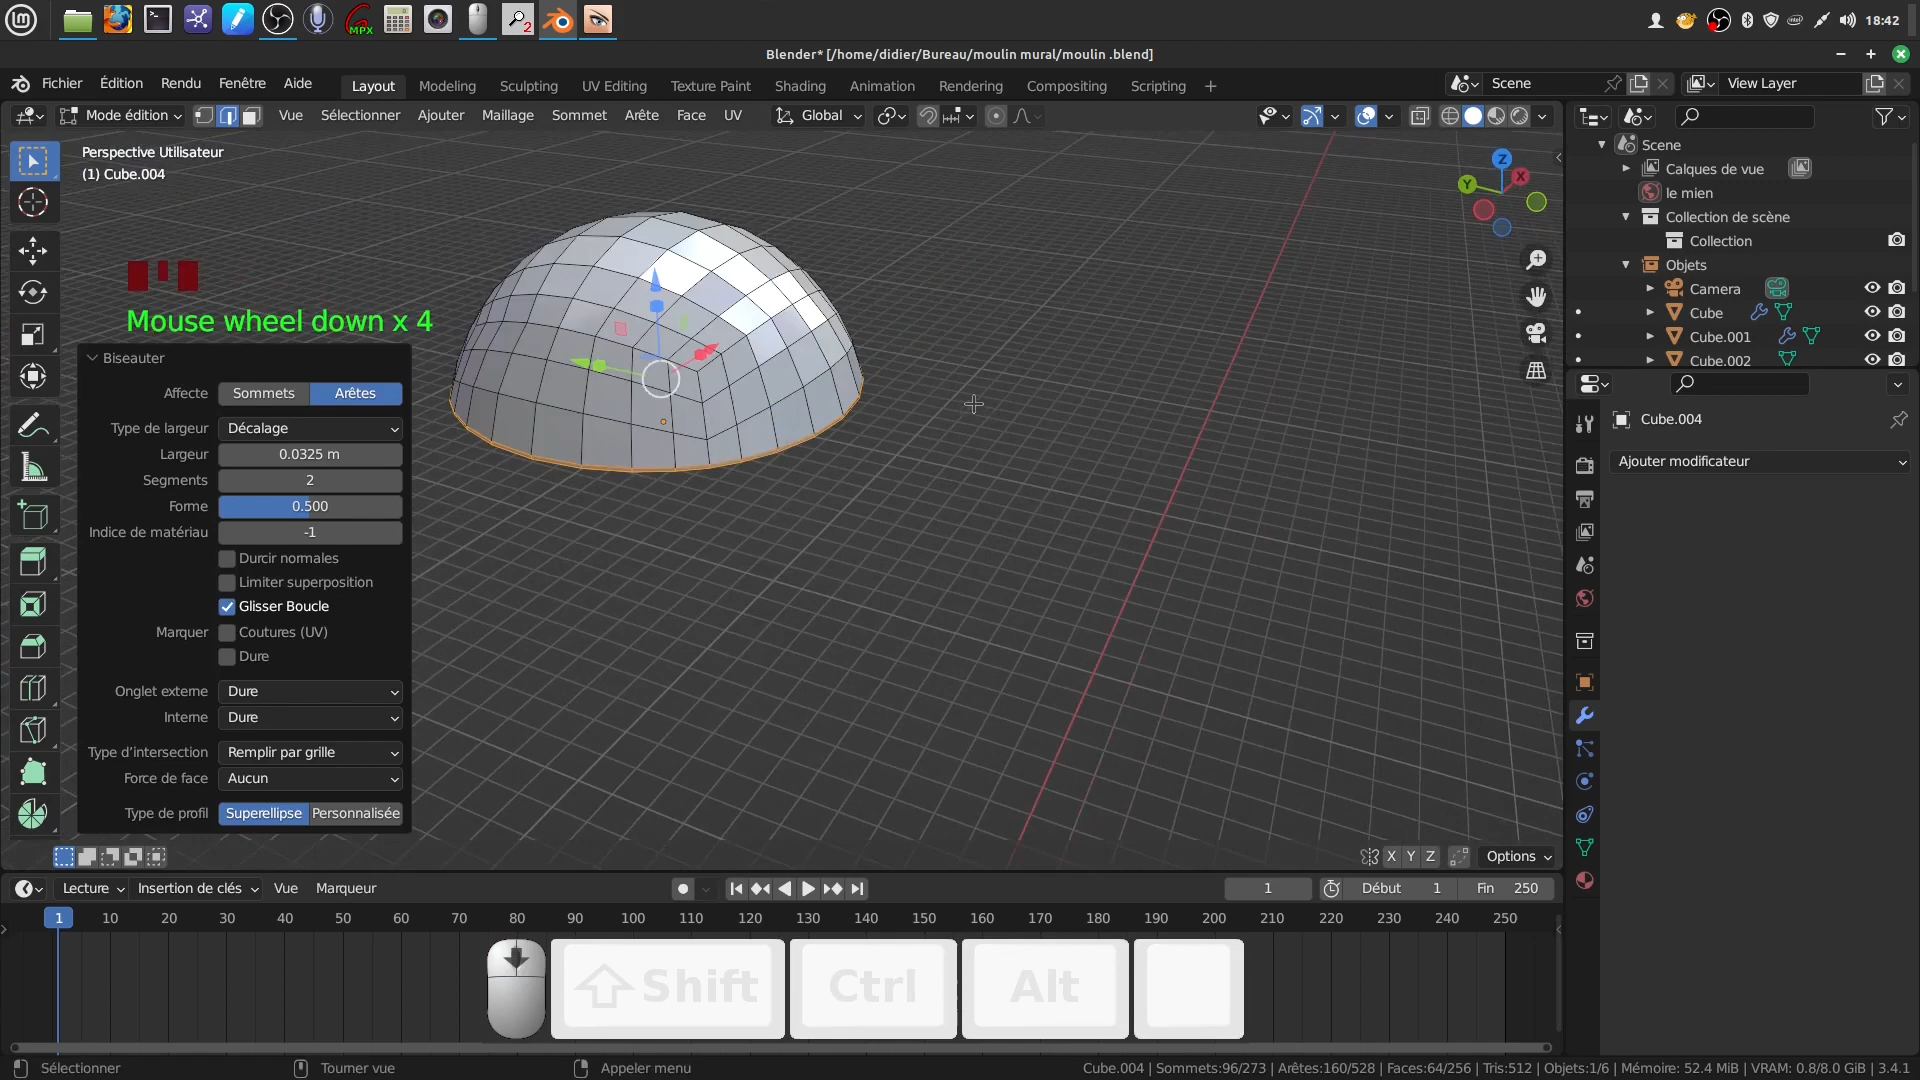 MPX
2
18:42
Blender* [/home/didier/Bureau/moulin mural/moulin .blend]
Fichier Édition Rendu Fenêtre Aide Layout Modeling Sculpting UV Editing Texture Paint Shading Animation Rendering Compositing Scripting + Scene View Layer
Mode édition Vue Sélectionner Ajouter Maillage Sommet Arête Face UV Global
Perspective Utilisateur
(1) Cube.004
Z
X
Y
Mouse wheel down x 4
Biseauter
Affecte Sommets Arêtes
Type de largeur Décalage
Largeur 0.0325 m
Segments 2
Forme 0.500
Indice de matériau -1
Durcir normales
Limiter superposition
Glisser Boucle
Marquer Coutures (UV)
Dure
Onglet externe Dure
Interne Dure
Type d’intersection Remplir par grille
Force de face Aucun
Type de profil Superellipse Personnalisée
X Y Z Options
Scene
Calques de vue
le mien
Collection de scène
Collection
Objets
Camera
Cube
Cube.001
Cube.002
Cube.004
Ajouter modificateur
Lecture Insertion de clés Vue Marqueur 1 Début 1 Fin 250
1 10 20 30 40 50 60 70 80 90 100 110 120 130 140 150 160 170 180 190 200 210 220 230 240 250
Shift Ctrl Alt
Sélectionner Tourner vue Appeler menu Cube.004 | Sommets:96/273 | Arêtes:160/528 | Faces:64/256 | Tris:512 | Objets:1/6 | Mémoire: 52.4 MiB | VRAM: 0.8/8.0 GiB | 3.4.1